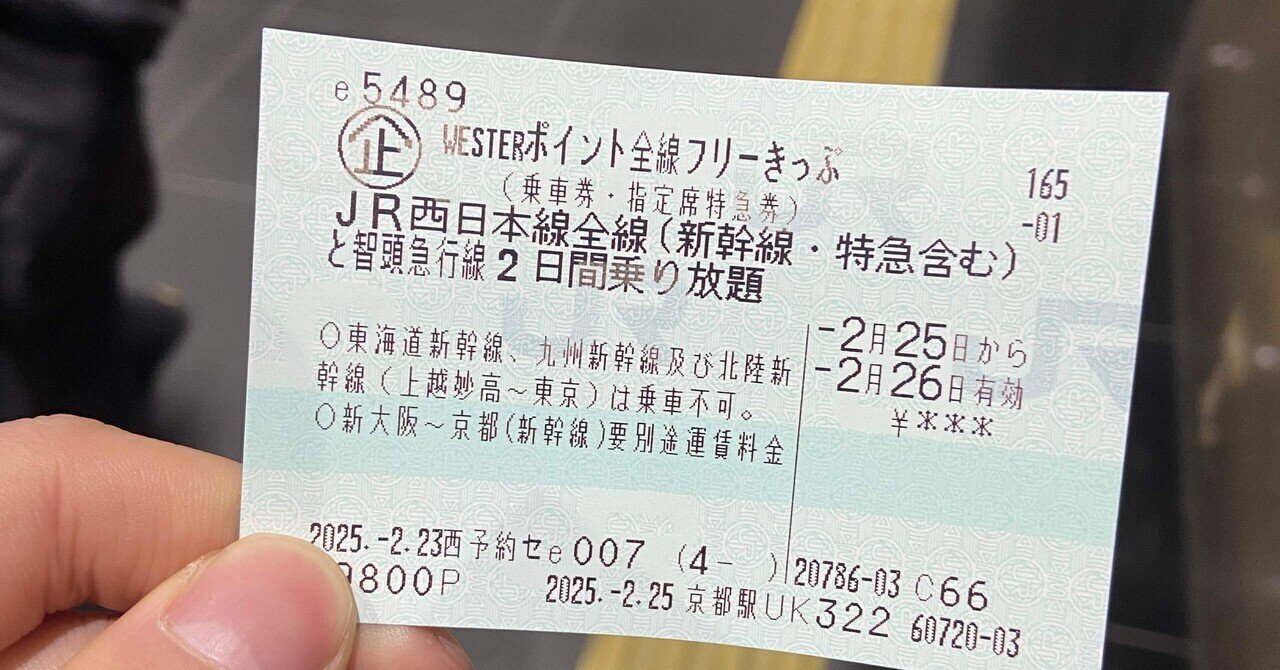 e5489
企 WESTERポイント全線フリーきっぷ
165
(乗車券・指定席特急券)
-01
JR西日本線全線(新幹線・特急含む)
と智頭急行線2日間乗り放題
〇東海道新幹線、九州新幹線及び北陸新
幹線(上越妙高~東京)は乗車不可。
〇新大阪~京都(新幹線)要別途運賃料金
-2月25日から
-2月26日有効
¥***
2025.-2.23西予約セe007 (4- ) 20786-03 C66
9800P 2025.-2.25 京都駅UK322 60720-03